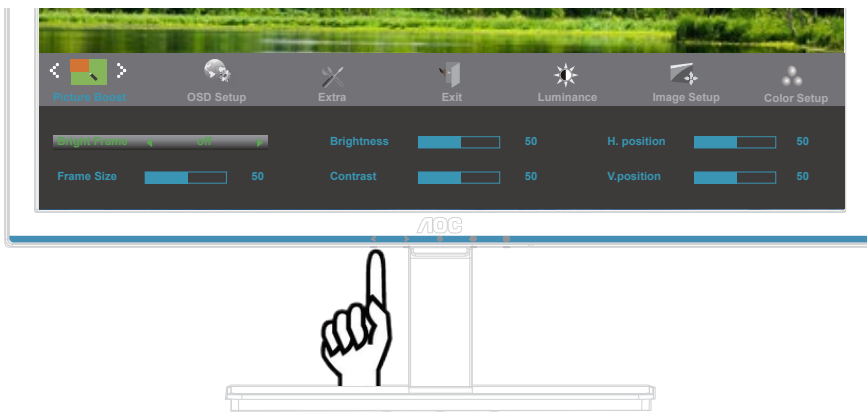 Picture Boost OSD Setup Extra Exit Luminance Image Setup Color Setup
Bright Frame off Brightness 50 H. position 50
Frame Size 50 Contrast 50 V.position 50
AOC